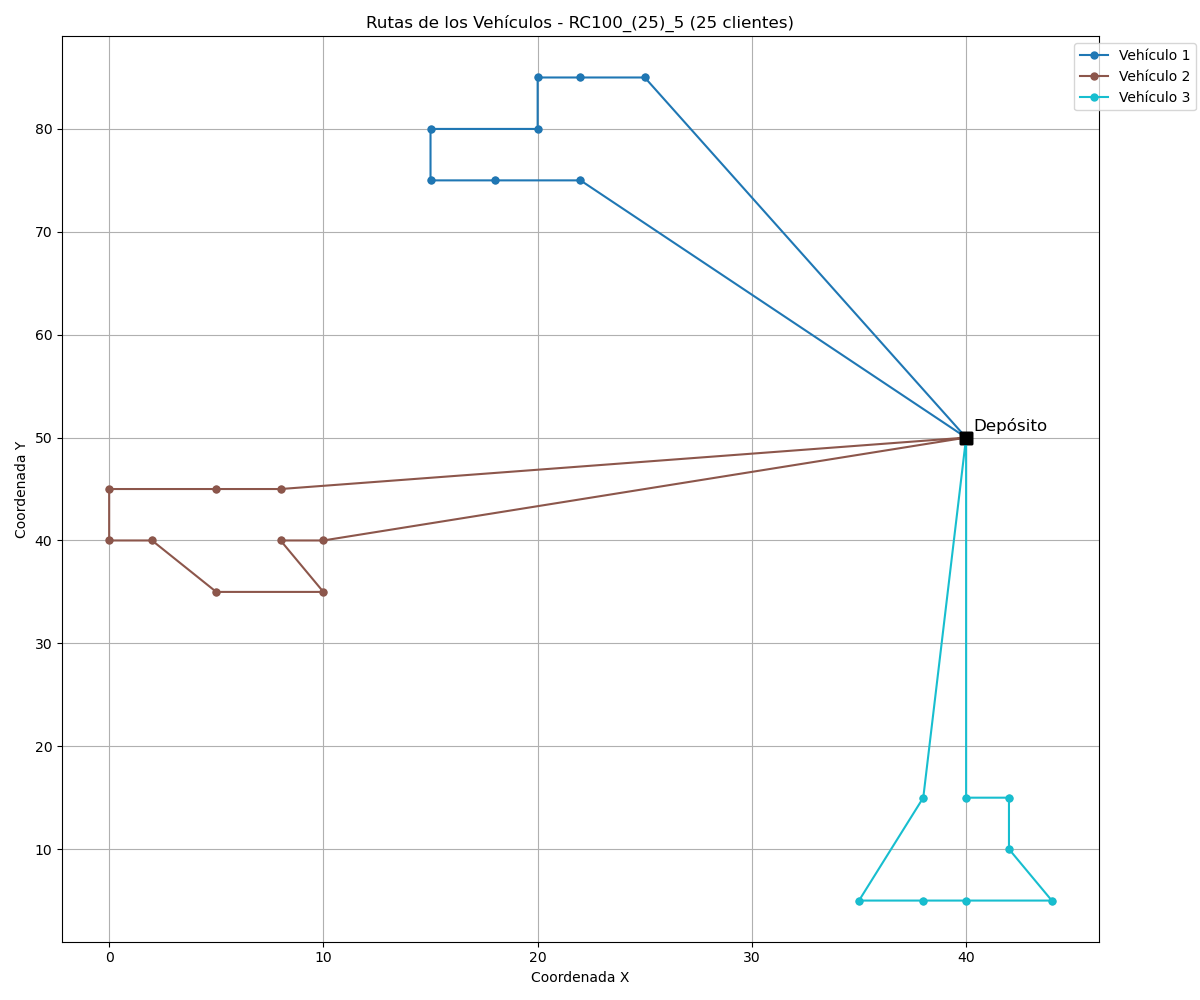 Rutas de los Vehículos - RC100_(25)_5 (25 clientes)
Vehículo 1
Vehículo 2
Vehículo 3
80
70
60
50
40
30
20
10
Coordenada Y
Depósito
0
10
20
30
40
Coordenada X